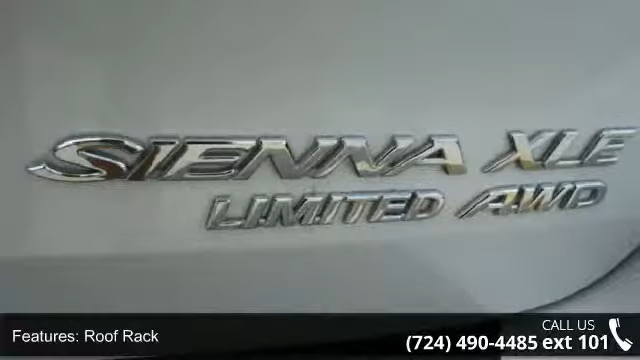 SIENNA XLE
LIMITED AWD
Features: Roof Rack
CALL US
(724) 490-4485 ext 101